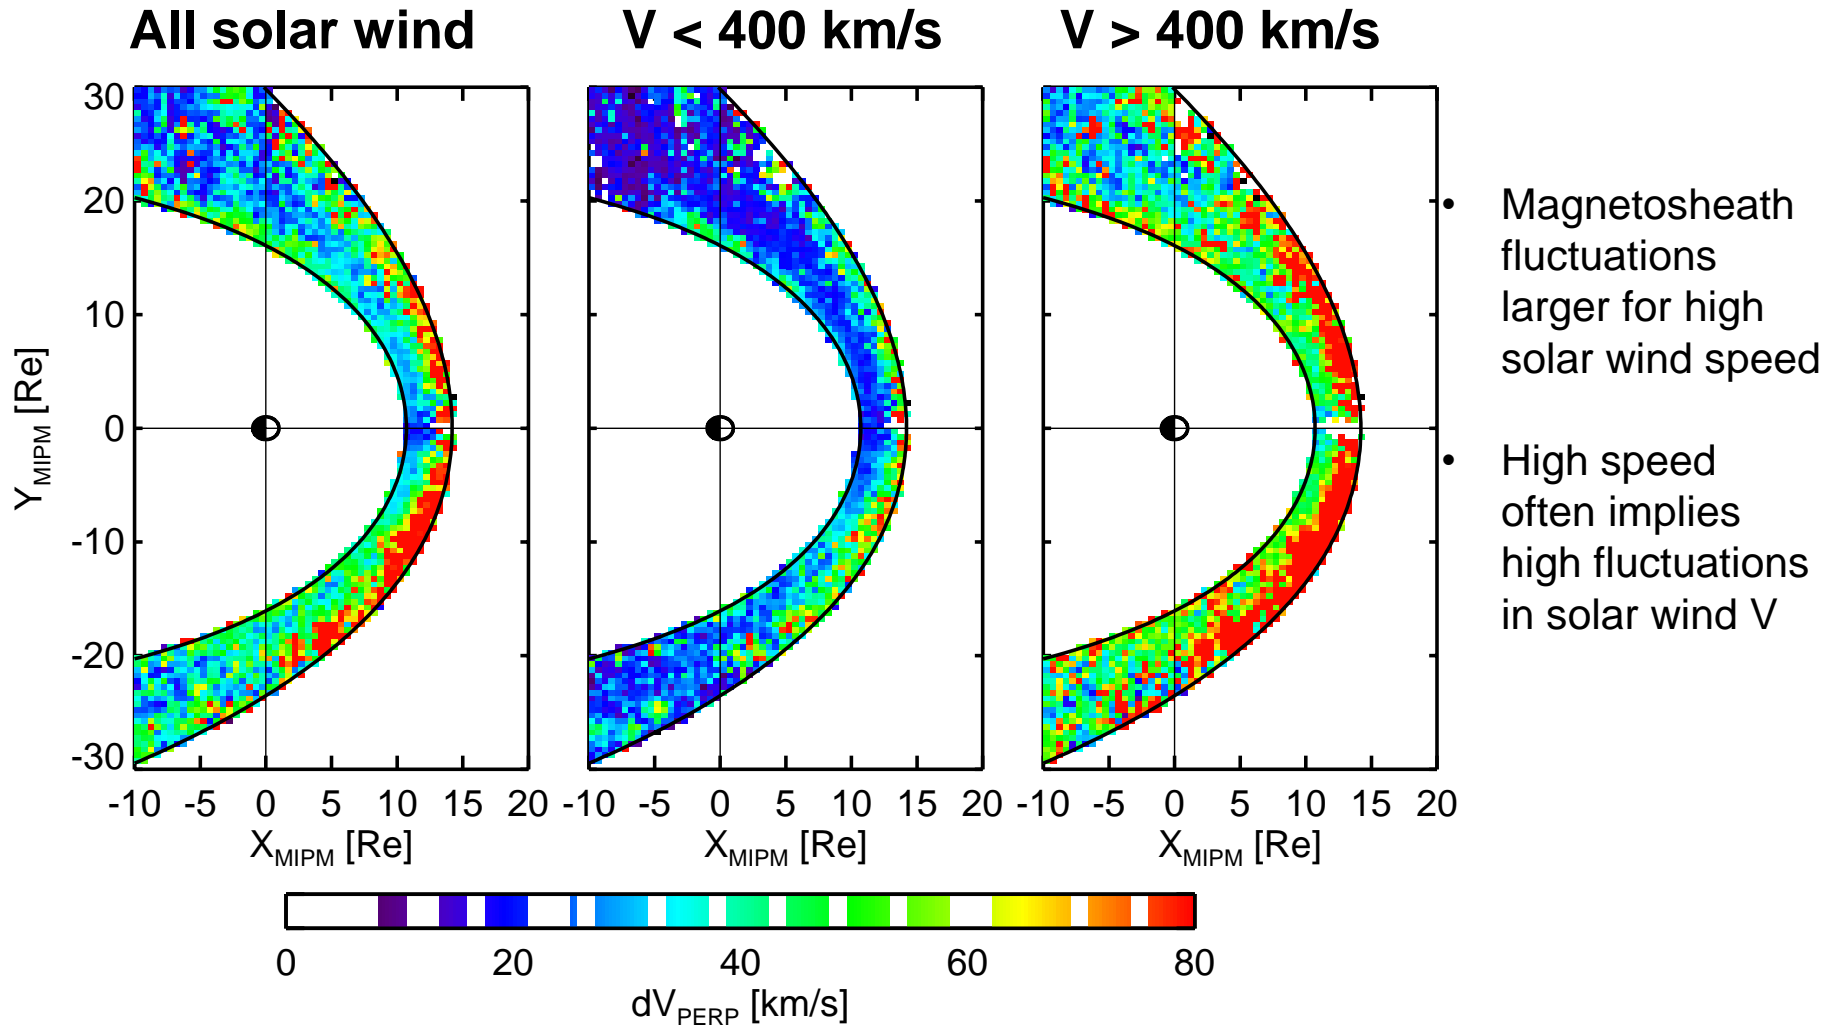 All solar wind
V < 400 km/s
V > 400 km/s
30
20
10
0
-10
-20
-30
Y_MIPM [Re]
-10 -5 0 5 10 15 20
-10 -5 0 5 10 15 20
-10 -5 0 5 10 15 20
X_MIPM [Re]
X_MIPM [Re]
X_MIPM [Re]
0 20 40 60 80
dV_PERP [km/s]
• Magnetosheath
fluctuations
larger for high
solar wind speed
• High speed
often implies
high fluctuations
in solar wind V